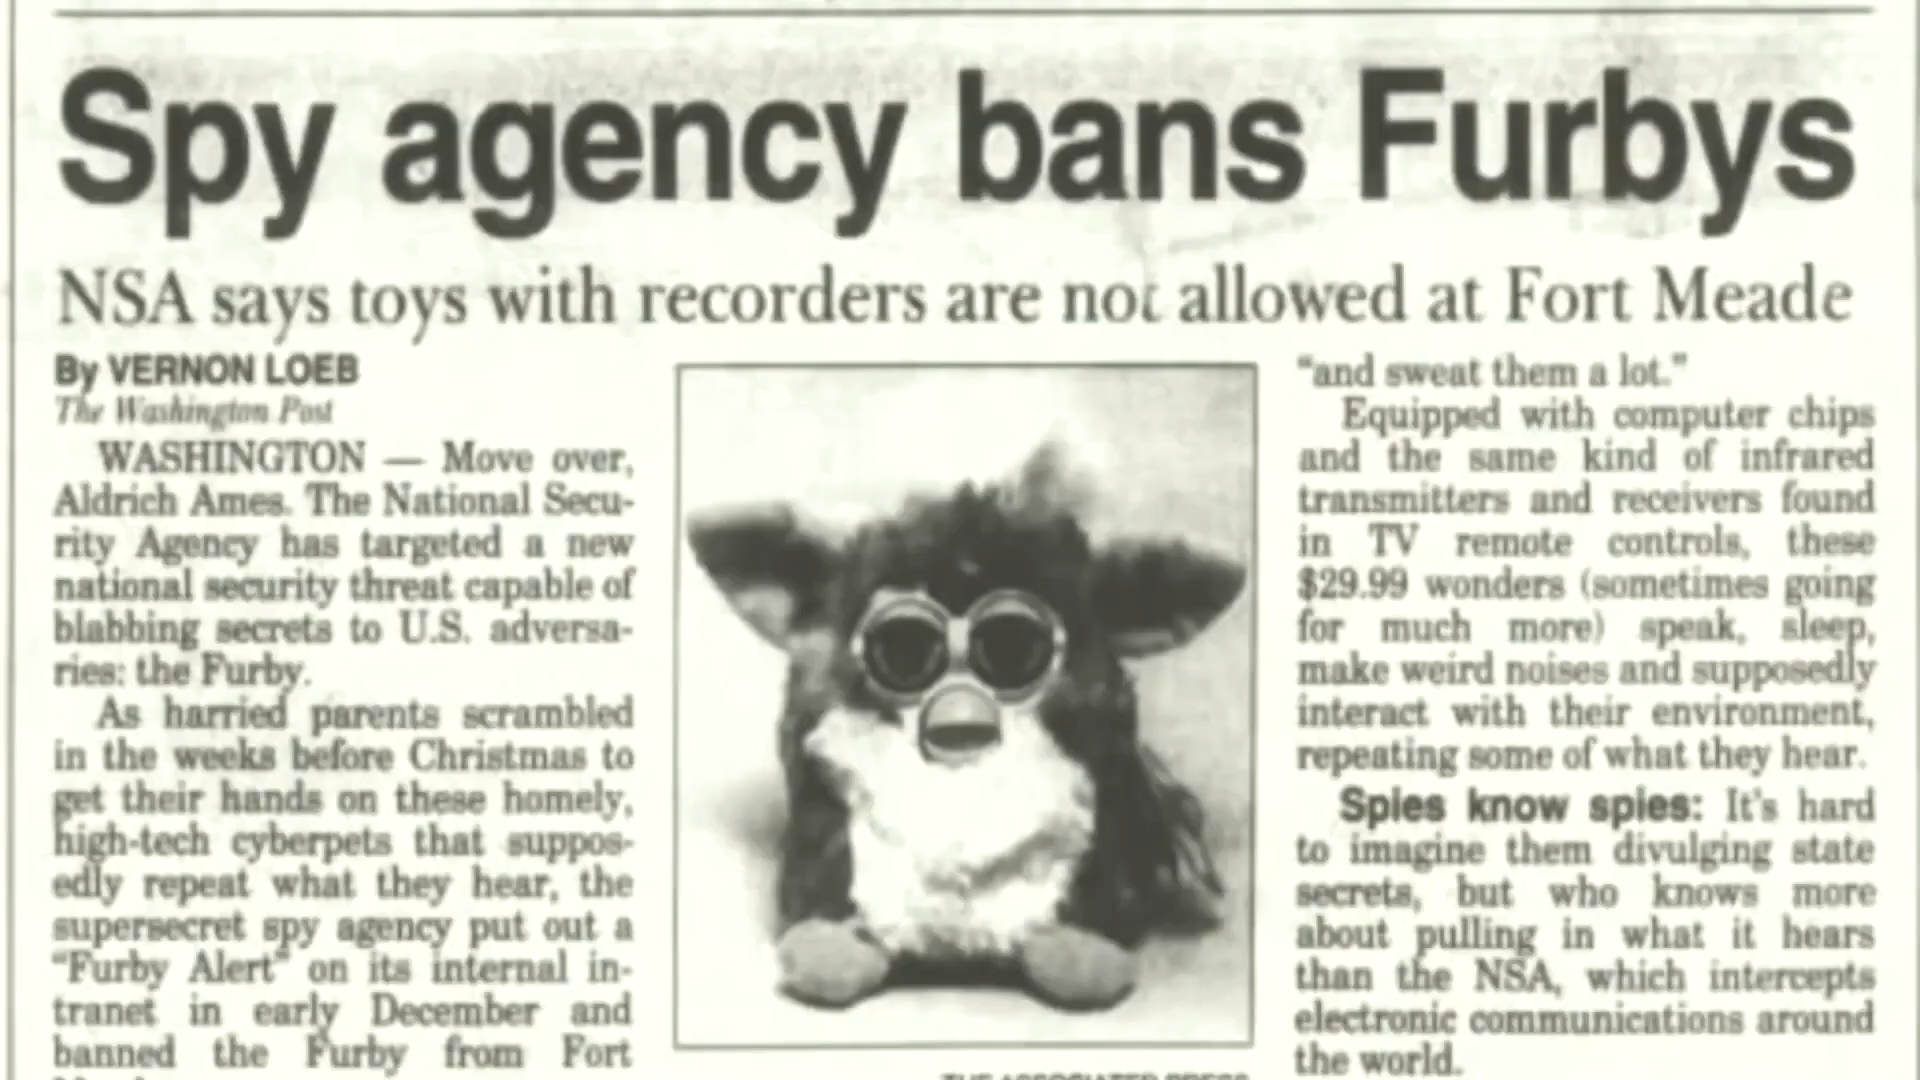 Spy agency bans Furbys
NSA says toys with recorders are not allowed at Fort Meade
By VERNON LOEB
The Washington Post
WASHINGTON — Move over,
Aldrich Ames. The National Secu-
rity Agency has targeted a new
national security threat capable of
blabbing secrets to U.S. adversa-
ries: the Furby.
As harried parents scrambled
in the weeks before Christmas to
get their hands on these homely,
high-tech cyberpets that suppos-
edly repeat what they hear, the
supersecret spy agency put out a
“Furby Alert” on its internal in-
tranet in early December and
banned the Furby from Fort
THE ASSOCIATED PRESS
“and sweat them a lot.”
Equipped with computer chips
and the same kind of infrared
transmitters and receivers found
in TV remote controls, these
$29.99 wonders (sometimes going
for much more) speak, sleep,
make weird noises and supposedly
interact with their environment,
repeating some of what they hear.
Spies know spies: It's hard
to imagine them divulging state
secrets, but who knows more
about pulling in what it hears
than the NSA, which intercepts
electronic communications around
the world.